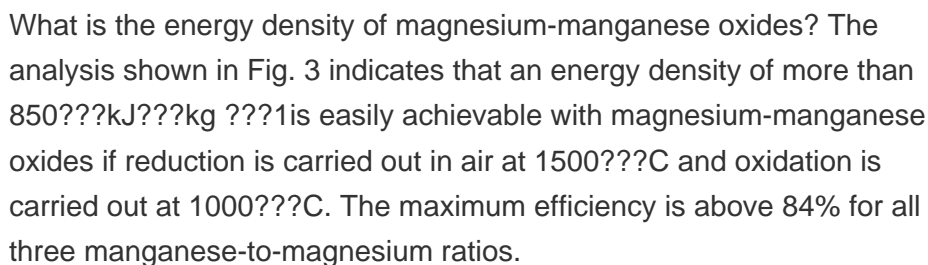 What is the energy density of magnesium-manganese oxides? The
analysis shown in Fig. 3 indicates that an energy density of more than
850???kJ???kg ???1is easily achievable with magnesium-manganese
oxides if reduction is carried out in air at 1500???C and oxidation is
carried out at 1000???C. The maximum efficiency is above 84% for all
three manganese-to-magnesium ratios.